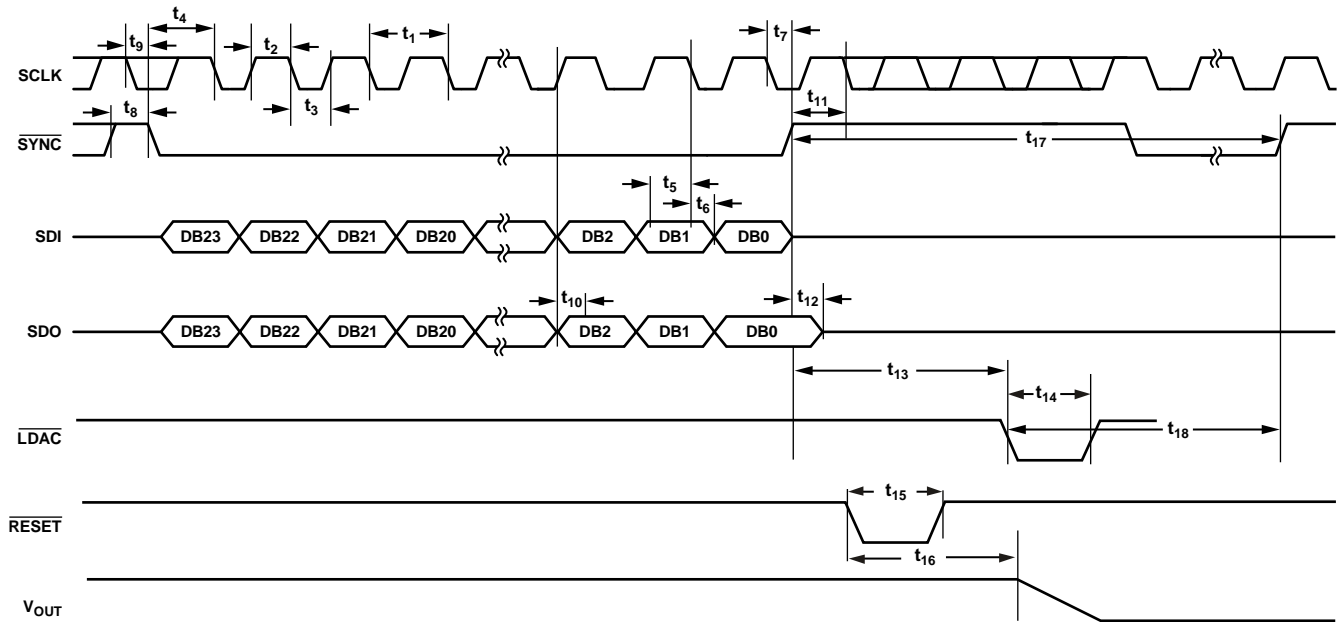 t4
t9
t2
t1
t7
SCLK
t3
t11
t8
SYNC
t17
t5
t6
SDI
DB23
DB22
DB21
DB20
DB2
DB1
DB0
t10
t12
SDO
DB23
DB22
DB21
DB20
DB2
DB1
DB0
t13
t14
LDAC
t18
t15
RESET
t16
VOUT